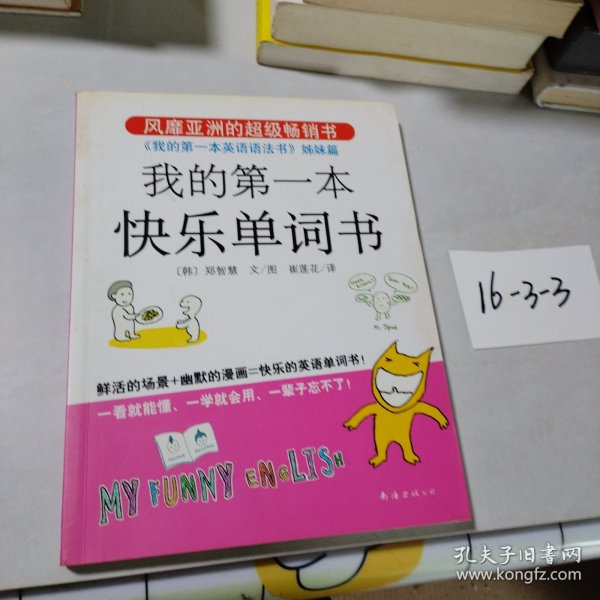 风靡亚洲的超级畅销书
《我的第一本英语语法书》姊妹篇
我的第一本
快乐单词书
〔韩〕郑智慧 文/图 崔莲花/译
鲜活的场景+幽默的漫画=快乐的英语单词书!
一看就能懂、一学就会用、一辈子忘不了!
MY FUNNY ENGLISH
南海出版公司
16-3-3
孔夫子旧书网
www.kongfz.com